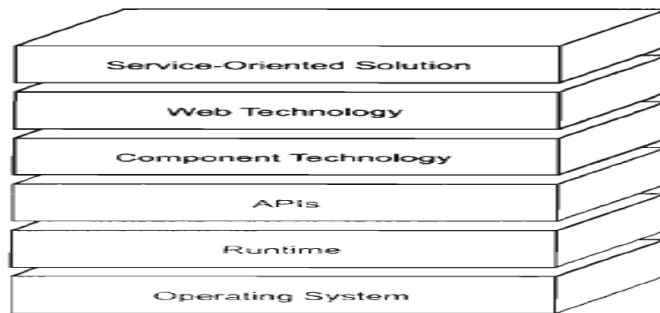 Service-Oriented Solution
Web Technology
Component Technology
APIs
Runtime
Operating System